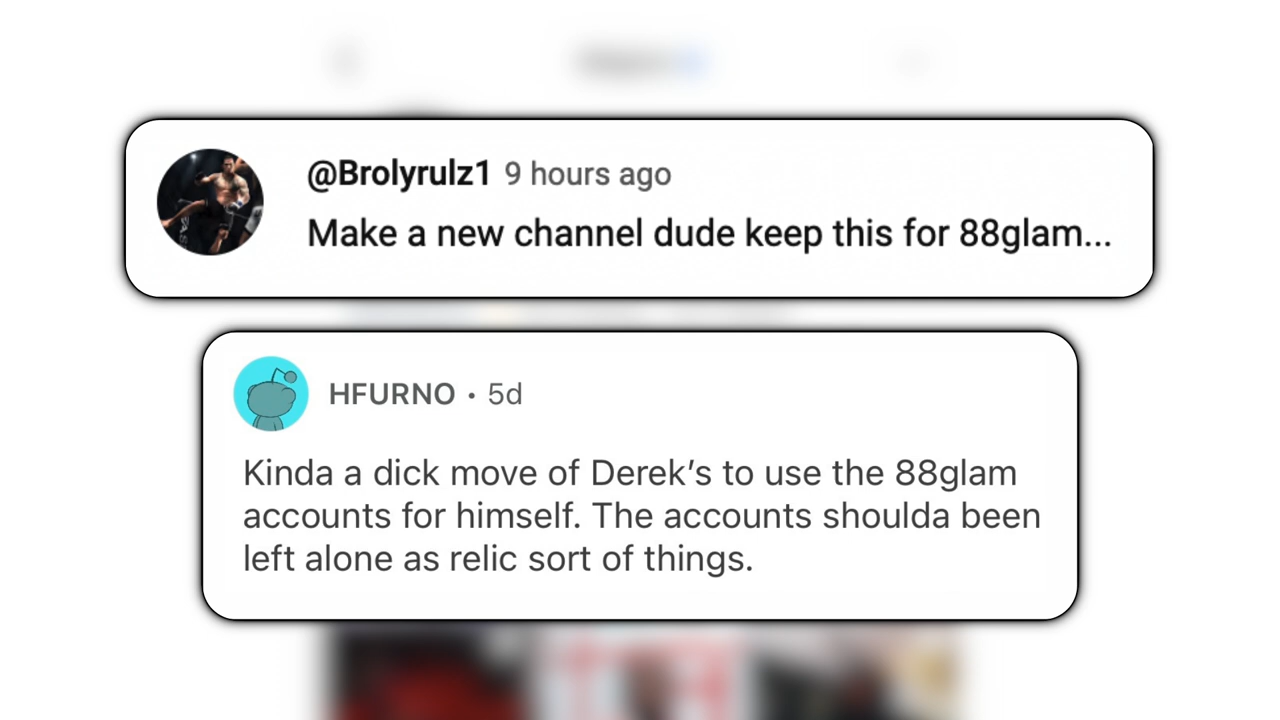 @Brolyrulz1 9 hours ago
Make a new channel dude keep this for 88glam...
HFURNO • 5d
Kinda a dick move of Derek’s to use the 88glam
accounts for himself. The accounts shoulda been
left alone as relic sort of things.